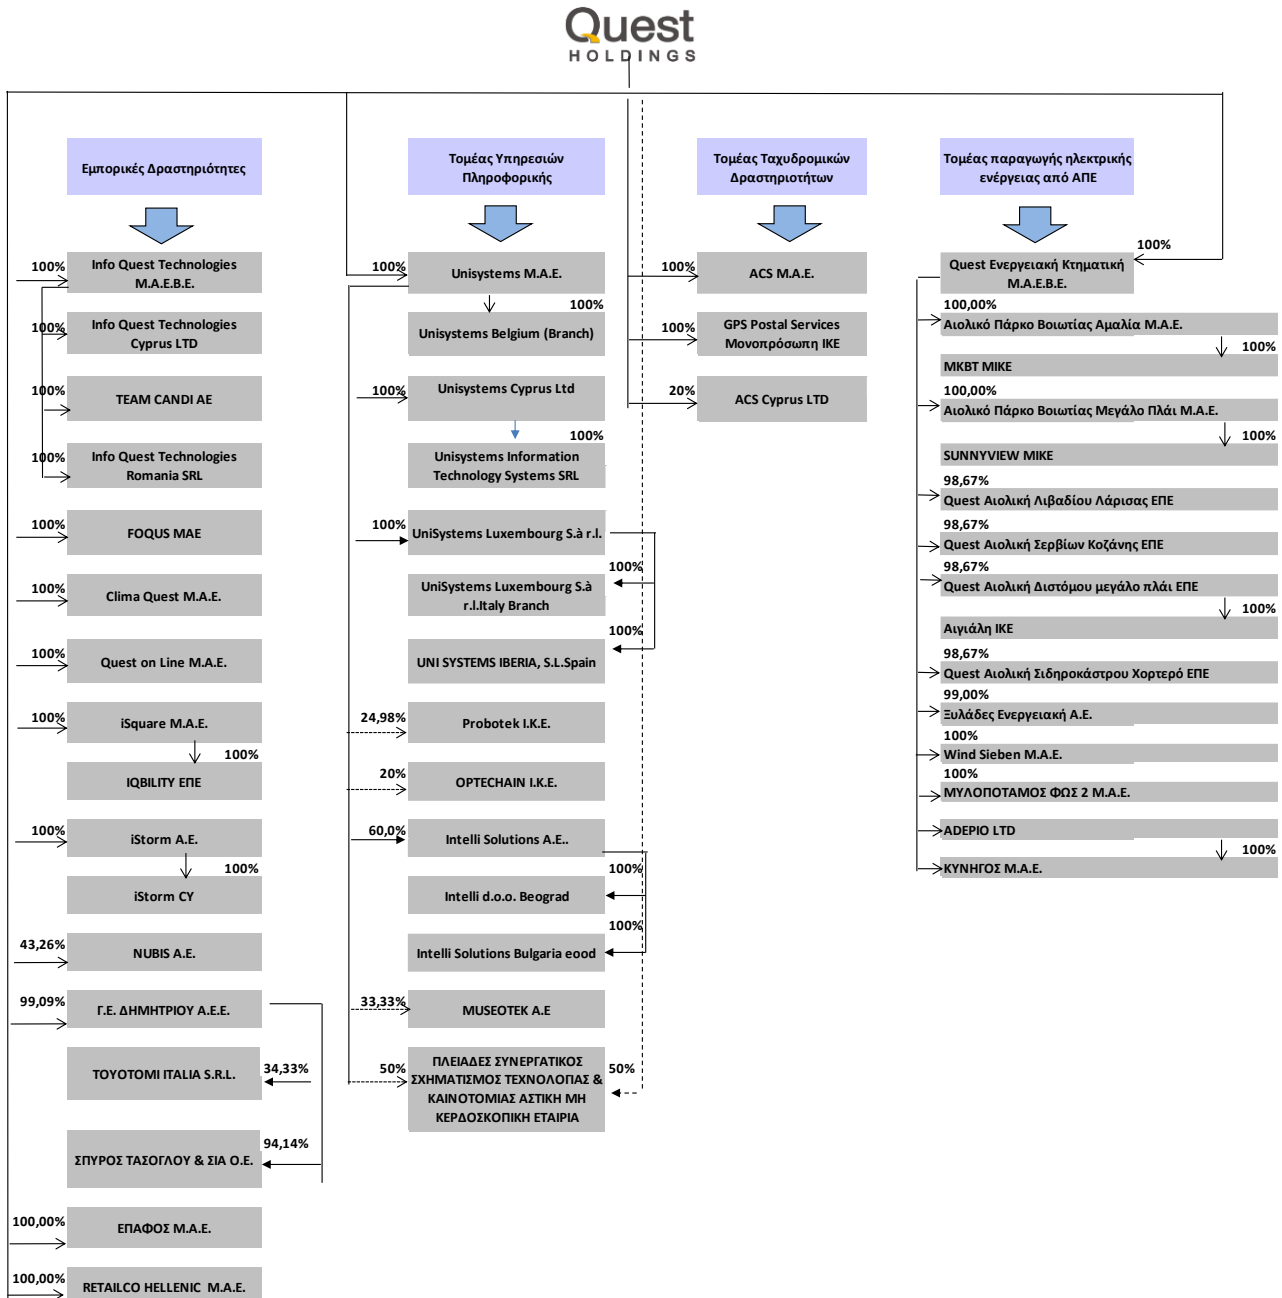 Quest
HOLDINGS
Εμπορικές Δραστηριότητες
100%
Info Quest Technologies
Μ.Α.Ε.Β.Ε.
100%
Info Quest Technologies
Cyprus LTD
100%
TEAM CANDI AE
100%
Info Quest Technologies
Romania SRL
100%
FOQUS MAE
100%
Clima Quest M.A.E.
100%
Quest on Line M.A.E.
100%
iSquare M.A.E.
100%
IQBILITY ΕΠΕ
100%
iStorm A.E.
100%
iStorm CY
43,26%
NUBIS A.E.
99,09%
Γ.Ε. ΔΗΜΗΤΡΙΟΥ Α.Ε.Ε.
TOYOTOMI ITALIA S.R.L.
34,33%
ΣΠΥΡΟΣ ΤΑΣΟΓΛΟΥ & ΣΙΑ Ο.Ε.
94,14%
100,00%
ΕΠΑΦΟΣ Μ.Α.Ε.
100,00%
RETAILCO HELLENIC M.A.E.
Τομέας Υπηρεσιών
Πληροφορικής
100%
Unisystems M.A.E.
100%
Unisystems Belgium (Branch)
100%
Unisystems Cyprus Ltd
100%
Unisystems Information
Technology Systems SRL
100%
UniSystems Luxembourg S.à r.l.
100%
UniSystems Luxembourg S.à
r.l.Italy Branch
100%
UNI SYSTEMS IBERIA, S.L.Spain
24,98%
Probotek Ι.Κ.Ε.
20%
OPTECHAIN Ι.Κ.Ε.
60,0%
Intelli Solutions A.E..
100%
Intelli d.o.o. Beograd
100%
Intelli Solutions Bulgaria eood
33,33%
MUSEOTEK A.E
50%
ΠΛΕΙΑΔΕΣ ΣΥΝΕΡΓΑΤΙΚΟΣ
ΣΧΗΜΑΤΙΣΜΟΣ ΤΕΧΝΟΛΟΓΙΑΣ &
ΚΑΙΝΟΤΟΜΙΑΣ ΑΣΤΙΚΗ ΜΗ
ΚΕΡΔΟΣΚΟΠΙΚΗ ΕΤΑΙΡΙΑ
50%
Τομέας Ταχυδρομικών
Δραστηριοτήτων
100%
ACS M.A.E.
100%
GPS Postal Services
Μονοπρόσωπη ΙΚΕ
20%
ACS Cyprus LTD
Τομέας παραγωγής ηλεκτρικής
ενέργειας από ΑΠΕ
100%
Quest Ενεργειακή Κτηματική
Μ.Α.Ε.Β.Ε.
100,00%
Αιολικό Πάρκο Βοιωτίας Αμαλία Μ.Α.Ε.
100%
ΜΚΒΤ ΜΙΚΕ
100,00%
Αιολικό Πάρκο Βοιωτίας Μεγάλο Πλάι Μ.Α.Ε.
100%
SUNNYVIEW ΜΙΚΕ
98,67%
Quest Αιολική Λιβαδίου Λάρισας ΕΠΕ
98,67%
Quest Αιολική Σερβίων Κοζάνης ΕΠΕ
98,67%
Quest Αιολική Διστόμου μεγάλο πλάι ΕΠΕ
100%
Αιγιάλη ΙΚΕ
98,67%
Quest Αιολική Σιδηροκάστρου Χορτερό ΕΠΕ
99,00%
Ξυλάδες Ενεργειακή Α.Ε.
100%
Wind Sieben M.A.E.
100%
ΜΥΛΟΠΟΤΑΜΟΣ ΦΩΣ 2 Μ.Α.Ε.
ADEPIO LTD
100%
ΚΥΝΗΓΟΣ Μ.Α.Ε.